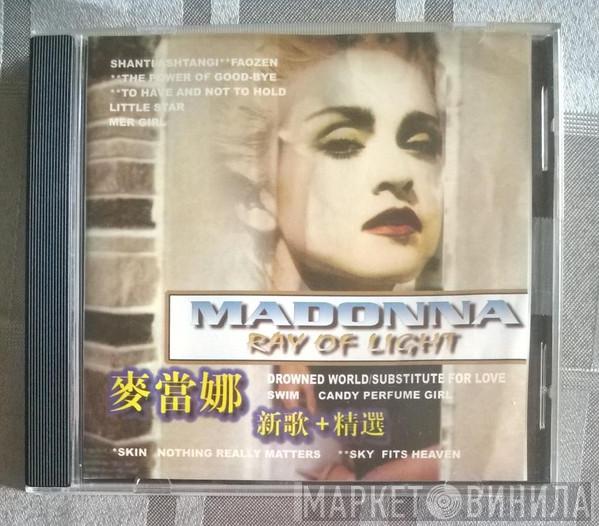 SHANTI/ASHTANGI**FAOZEN
**THE POWER OF GOOD-BYE
**TO HAVE AND NOT TO HOLD
LITTLE STAR
MER GIRL
MADONNA
RAY OF LIGHT
麥當娜
DROWNED WORLD/SUBSTITUTE FOR LOVE
SWIM CANDY PERFUME GIRL
新歌+精選
*SKIN NOTHING REALLY MATTERS **SKY FITS HEAVEN
МАРКЕТ ВИНИЛА